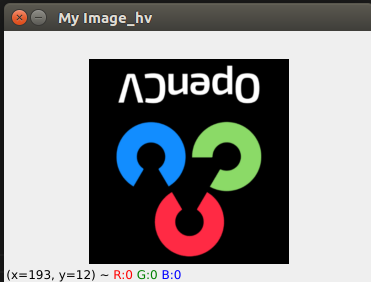 My Image_hv
OpenCV
(x=193, y=12) ~ R:0 G:0 B:0